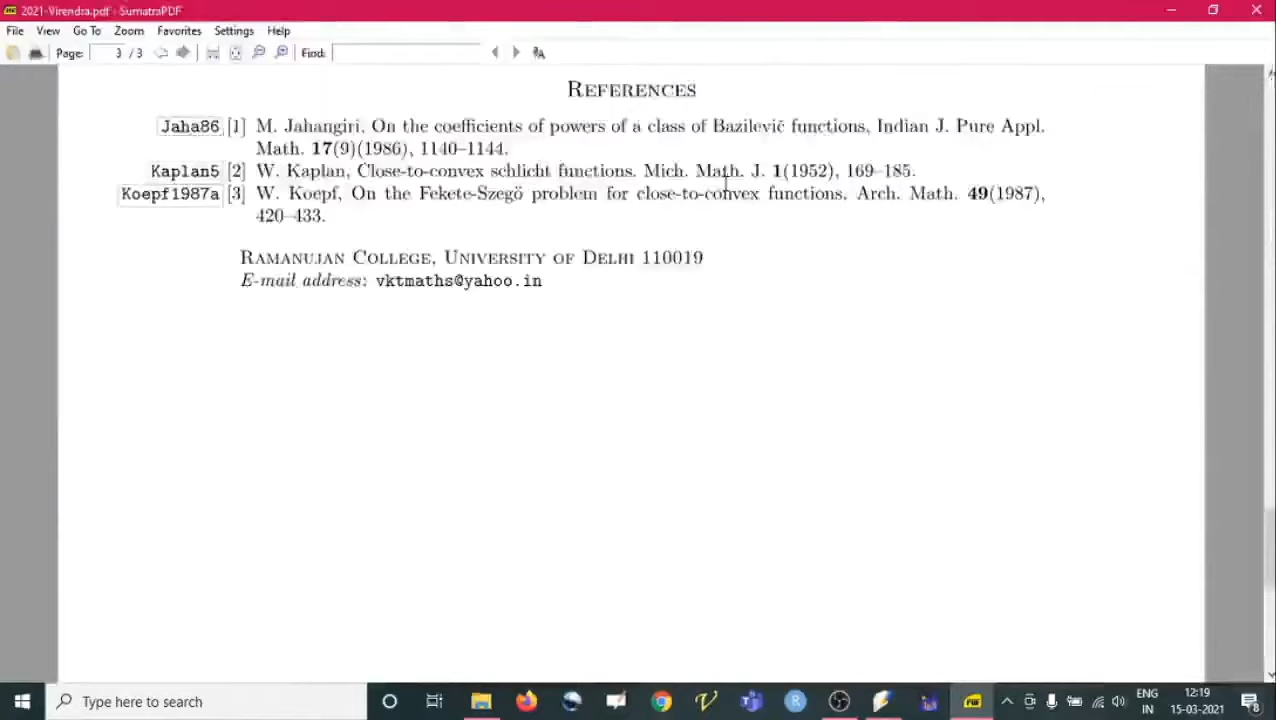 2021-Virendra.pdf - SumatraPDF
File View Go To Zoom Favorites Settings Help
Page: 3 / 3 Find:
REFERENCES
Jaha86 [1] M. Jahangiri, On the coefficients of powers of a class of Bazilevič functions, Indian J. Pure Appl.
Math. 17(9)(1986), 1140–1144.
Kaplan5 [2] W. Kaplan, Close-to-convex schlicht functions. Mich. Math. J. 1(1952), 169–185.
Koepf1987a [3] W. Koepf, On the Fekete-Szegö problem for close-to-convex functions. Arch. Math. 49(1987),
420–433.
RAMANUJAN COLLEGE, UNIVERSITY OF DELHI 110019
E-mail address: vktmaths@yahoo.in
Type here to search
ENG
IN
12:19
15-03-2021
8